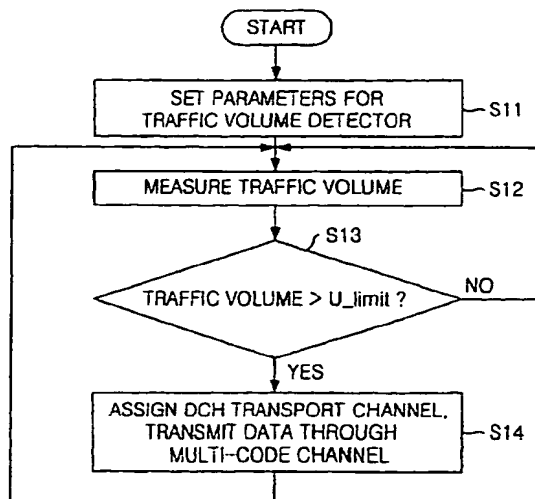 START
SET PARAMETERS FOR
TRAFFIC VOLUME DETECTOR
S11
MEASURE TRAFFIC VOLUME
S12
S13
TRAFFIC VOLUME > U_limit ?
NO
YES
ASSIGN DCH TRANSPORT CHANNEL,
TRANSMIT DATA THROUGH
MULTI-CODE CHANNEL
S14